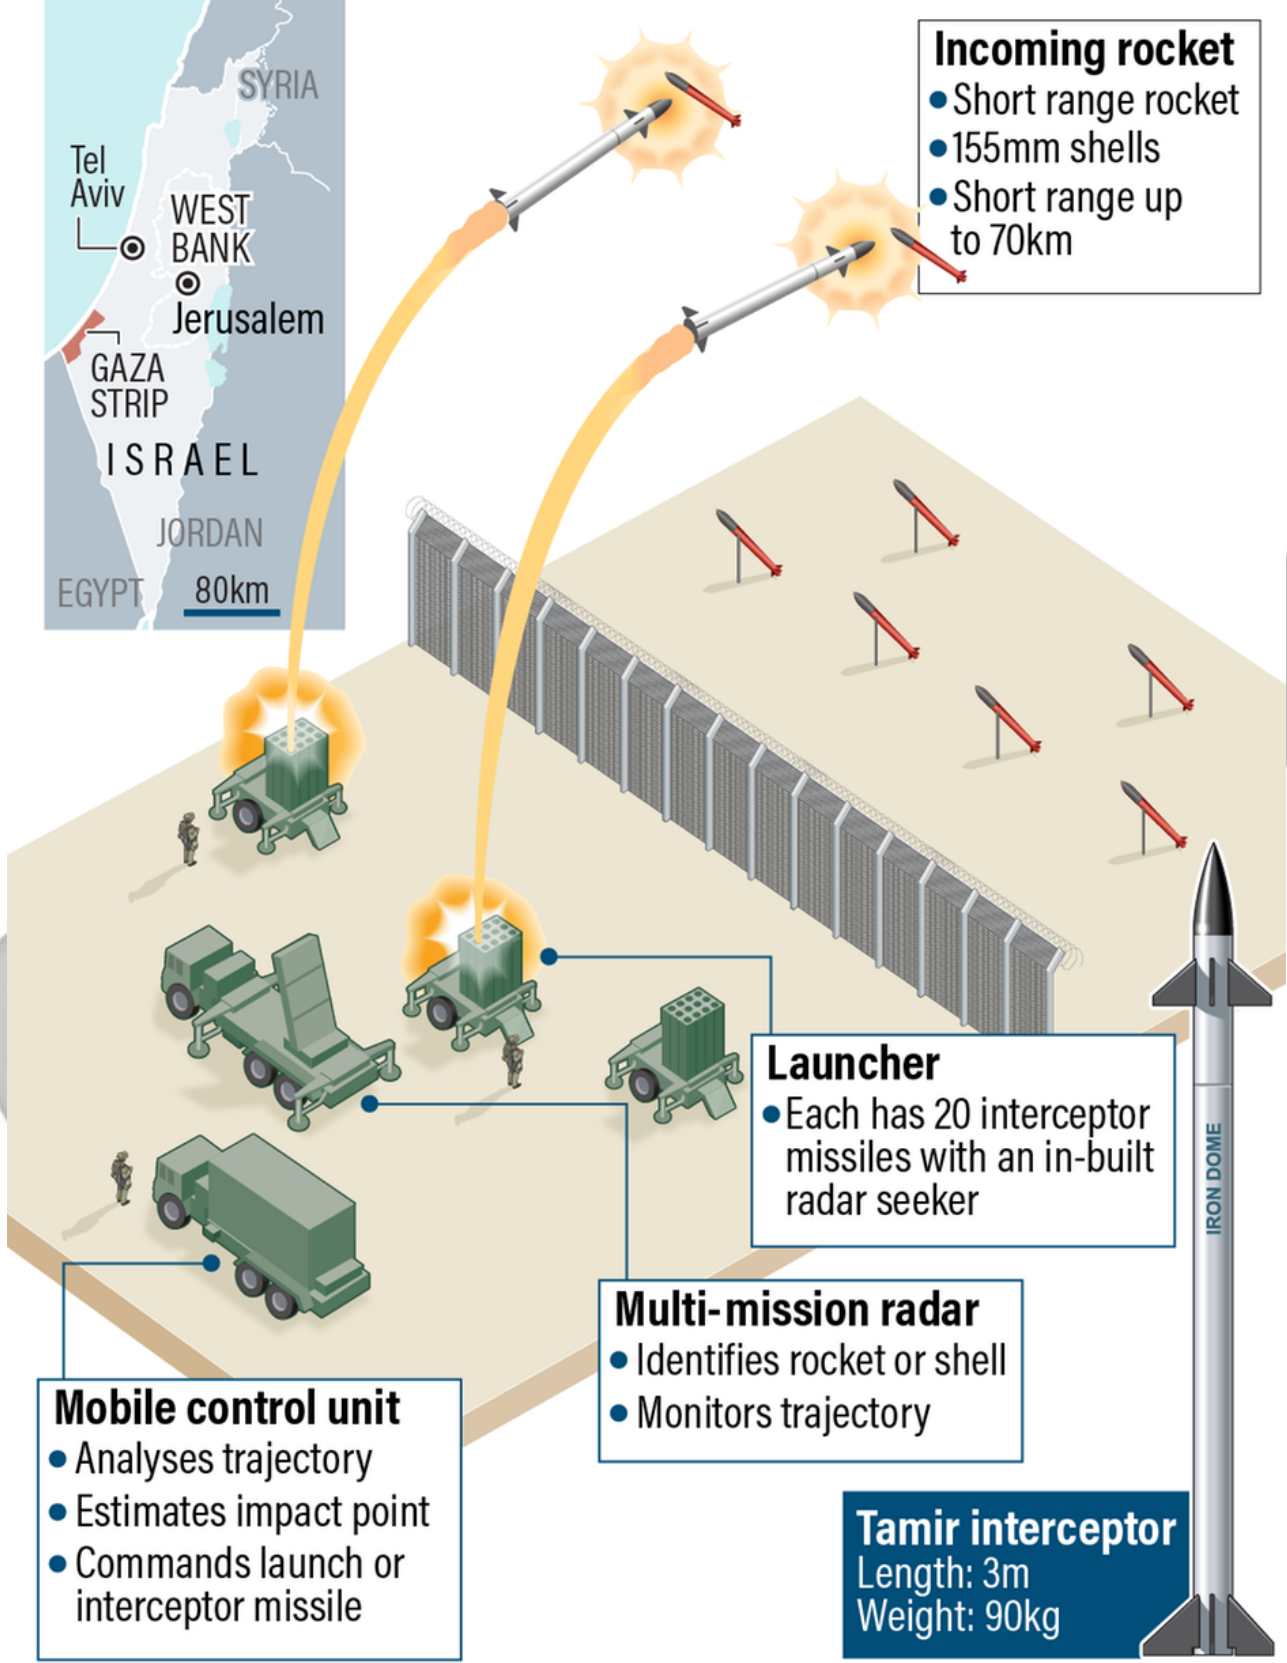 SYRIA
Tel
Aviv
WEST
BANK
Jerusalem
GAZA
STRIP
ISRAEL
JORDAN
EGYPT
80km
Incoming rocket
• Short range rocket
• 155mm shells
• Short range up
to 70km
Launcher
• Each has 20 interceptor
missiles with an in-built
radar seeker
Multi-mission radar
• Identifies rocket or shell
• Monitors trajectory
Mobile control unit
• Analyses trajectory
• Estimates impact point
• Commands launch or
interceptor missile
IRON DOME
Tamir interceptor
Length: 3m
Weight: 90kg